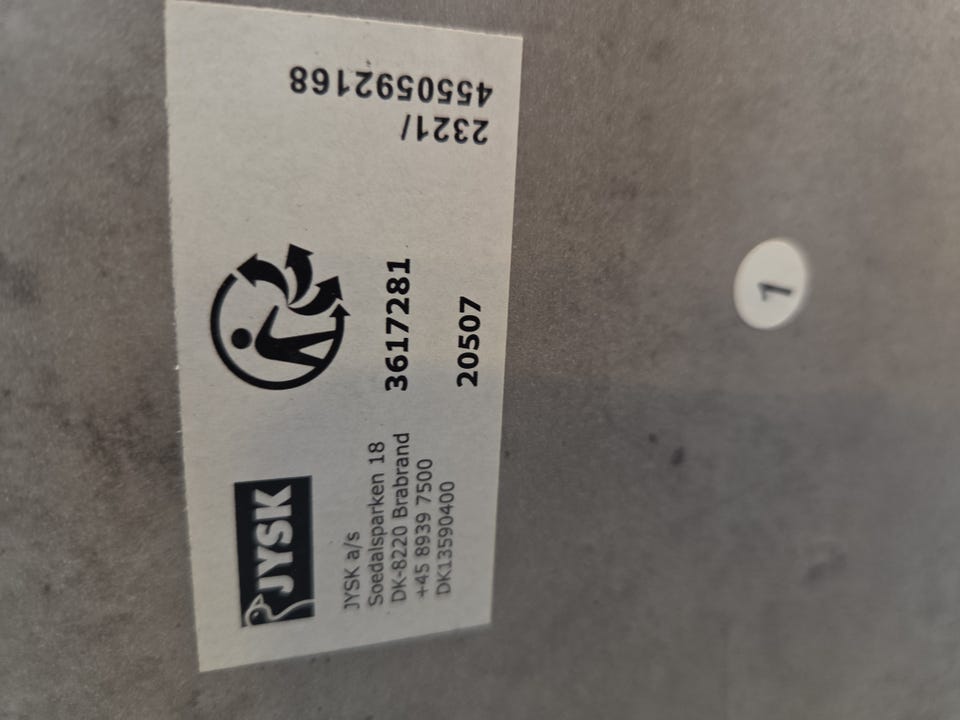 JYSK
JYSK a/s
Soedalsparken 18
DK-8220 Brabrand
+45 8939 7500
DK13590400
3617281
20507
2321/
4550592168
1